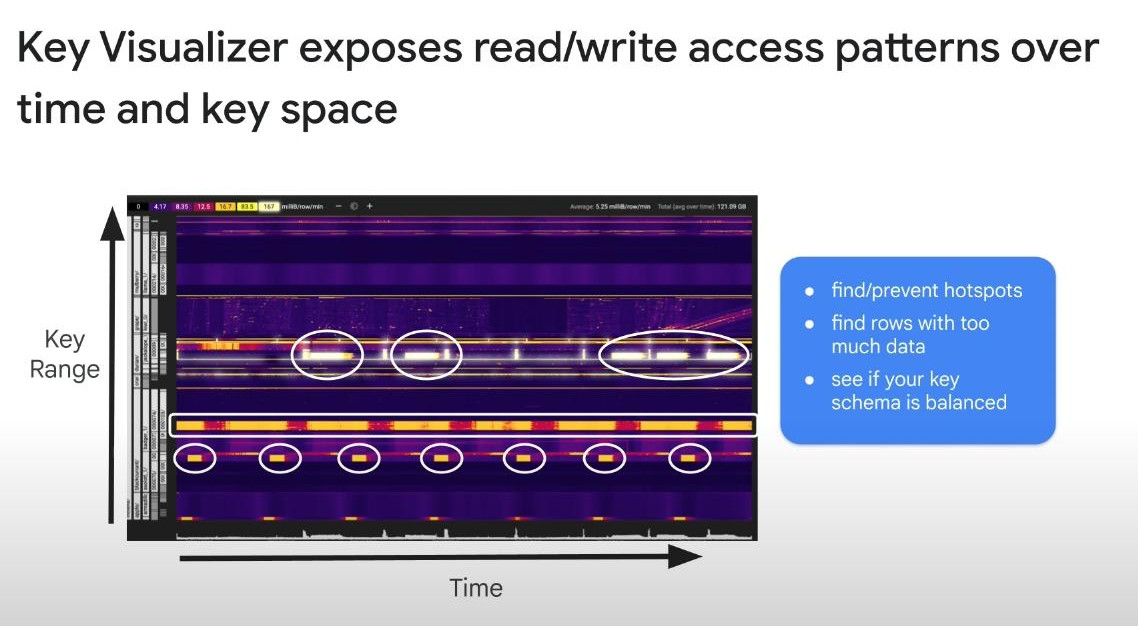 Key Visualizer exposes read/write access patterns over
time and key space
0 4.17 8.35 12.5 16.7 83.5 167 milliB/row/min − +
Average: 5.25 milliB/row/min Total (avg over time): 121.09 GB
Key
Range
• find/prevent hotspots
• find rows with too
much data
• see if your key
schema is balanced
Time